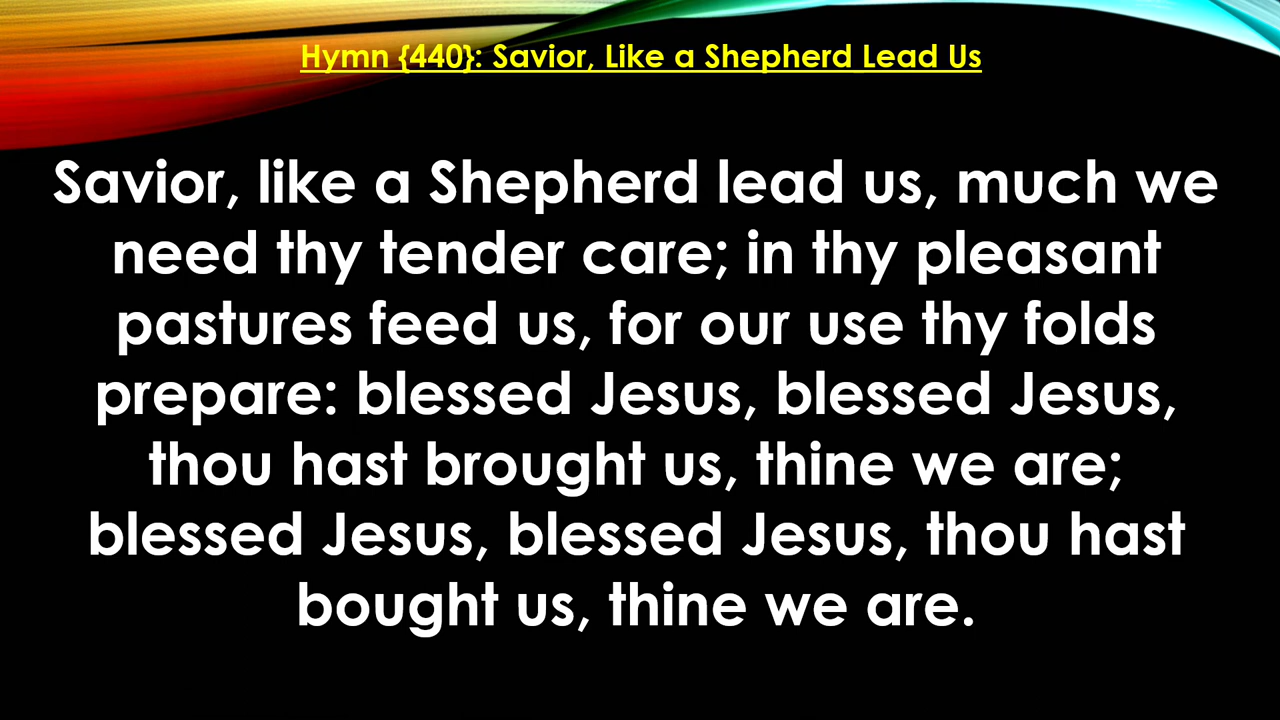 Hymn {440}: Savior, Like a Shepherd Lead Us
Savior, like a Shepherd lead us, much we
need thy tender care; in thy pleasant
pastures feed us, for our use thy folds
prepare: blessed Jesus, blessed Jesus,
thou hast brought us, thine we are;
blessed Jesus, blessed Jesus, thou hast
bought us, thine we are.